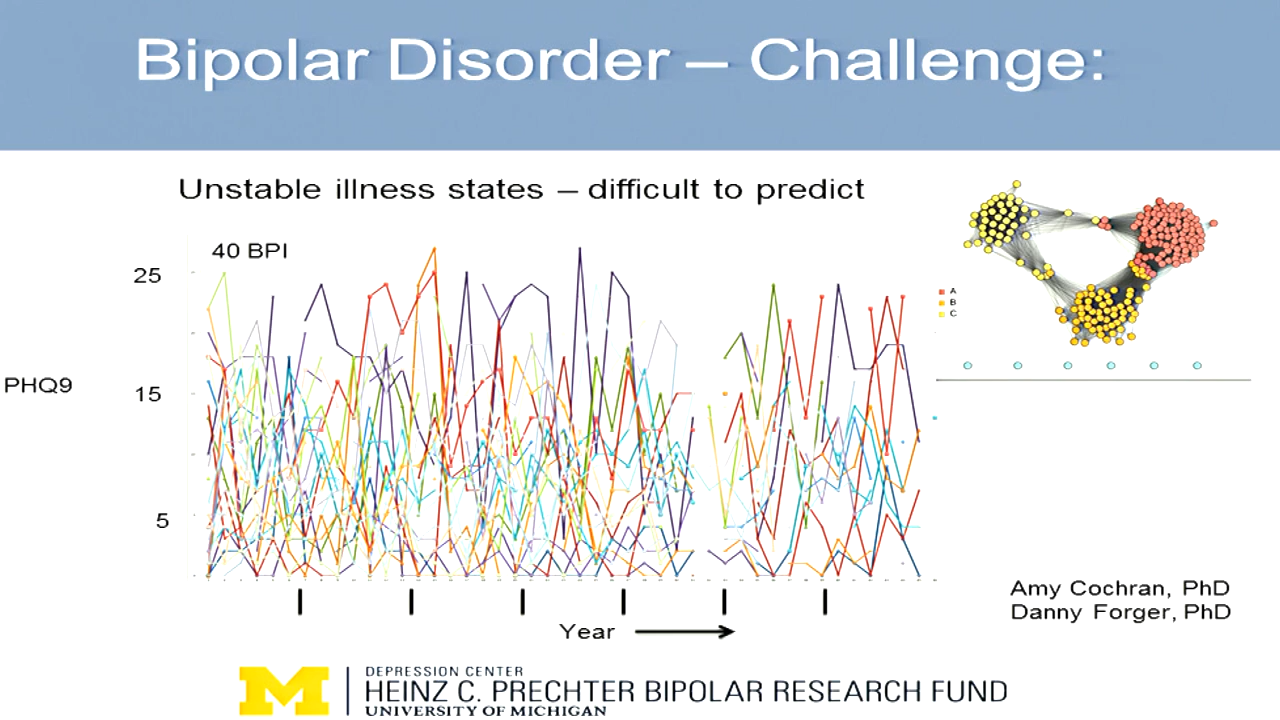 Bipolar Disorder – Challenge:
Unstable illness states – difficult to predict
40 BPI
25
15
5
PHQ9
A
B
C
Year
Amy Cochran, PhD
Danny Forger, PhD
M
DEPRESSION CENTER
HEINZ C. PRECHTER BIPOLAR RESEARCH FUND
UNIVERSITY OF MICHIGAN